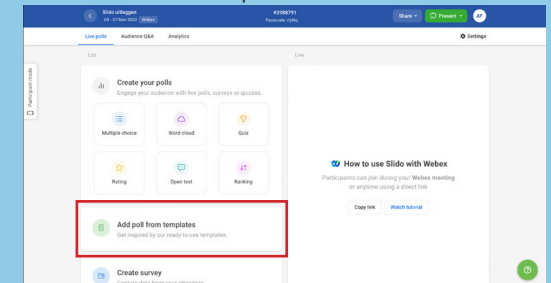 Slido uitleggen
04 - 07 Nov 2022 Webex
#3988791
Share
Present
AF
Live polls
Audience Q&A
Analytics
Settings
List
Live
Participant mode
Create your polls
Engage your audience with live polls, surveys or quizzes.
Multiple choice
Word cloud
Quiz
Rating
Open text
Ranking
How to use Slido with Webex
Participants can join during your Webex meeting
or anytime using a direct link
Copy link
Watch tutorial
Add poll from templates
Get inspired by our ready-to-use templates.
Create survey